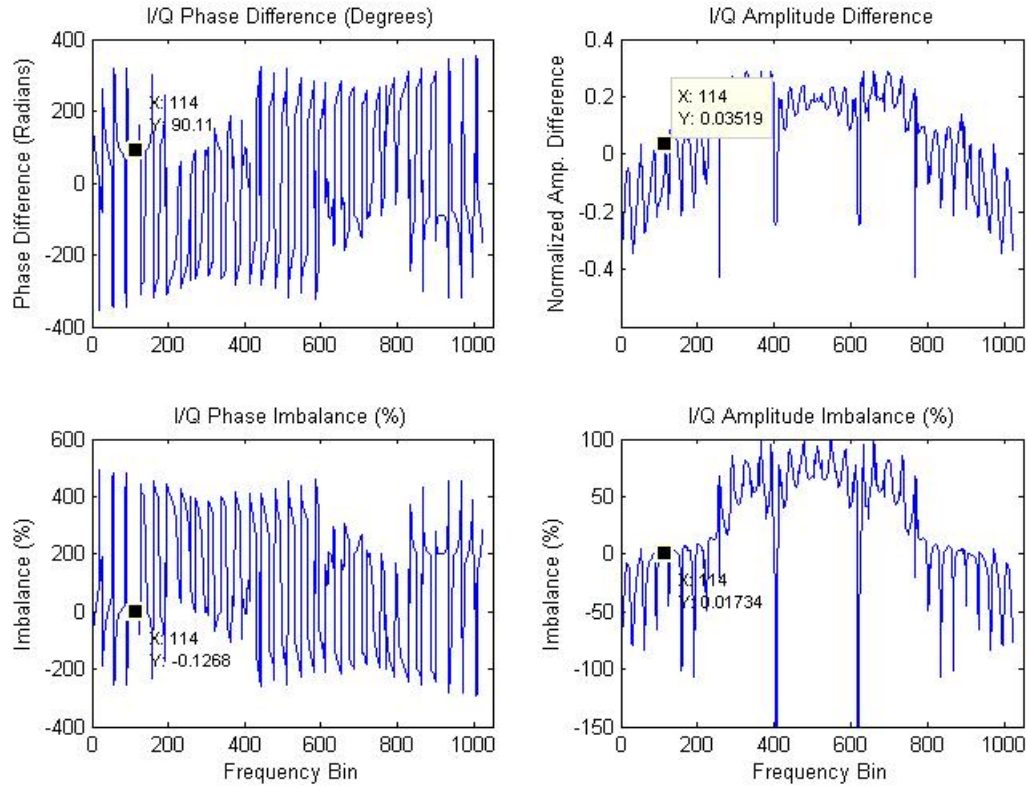 I/Q Phase Difference (Degrees)
Phase Difference (Radians)
400
200
0
-200
-400
X: 114
Y: 90.11
0 200 400 600 800 1000
I/Q Amplitude Difference
Normalized Amp. Difference
0.4
0.2
0
-0.2
-0.4
X: 114
Y: 0.03519
0 200 400 600 800 1000
I/Q Phase Imbalance (%)
Imbalance (%)
600
400
200
0
-200
-400
X: 114
Y: -0.1268
0 200 400 600 800 1000
Frequency Bin
I/Q Amplitude Imbalance (%)
Imbalance (%)
100
50
0
-50
-100
-150
X: 114
Y: 0.01734
0 200 400 600 800 1000
Frequency Bin